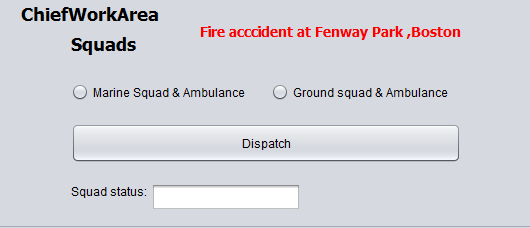 ChiefWorkArea
Squads
Fire acccident at Fenway Park ,Boston
Marine Squad & Ambulance
Ground squad & Ambulance
Dispatch
Squad status: